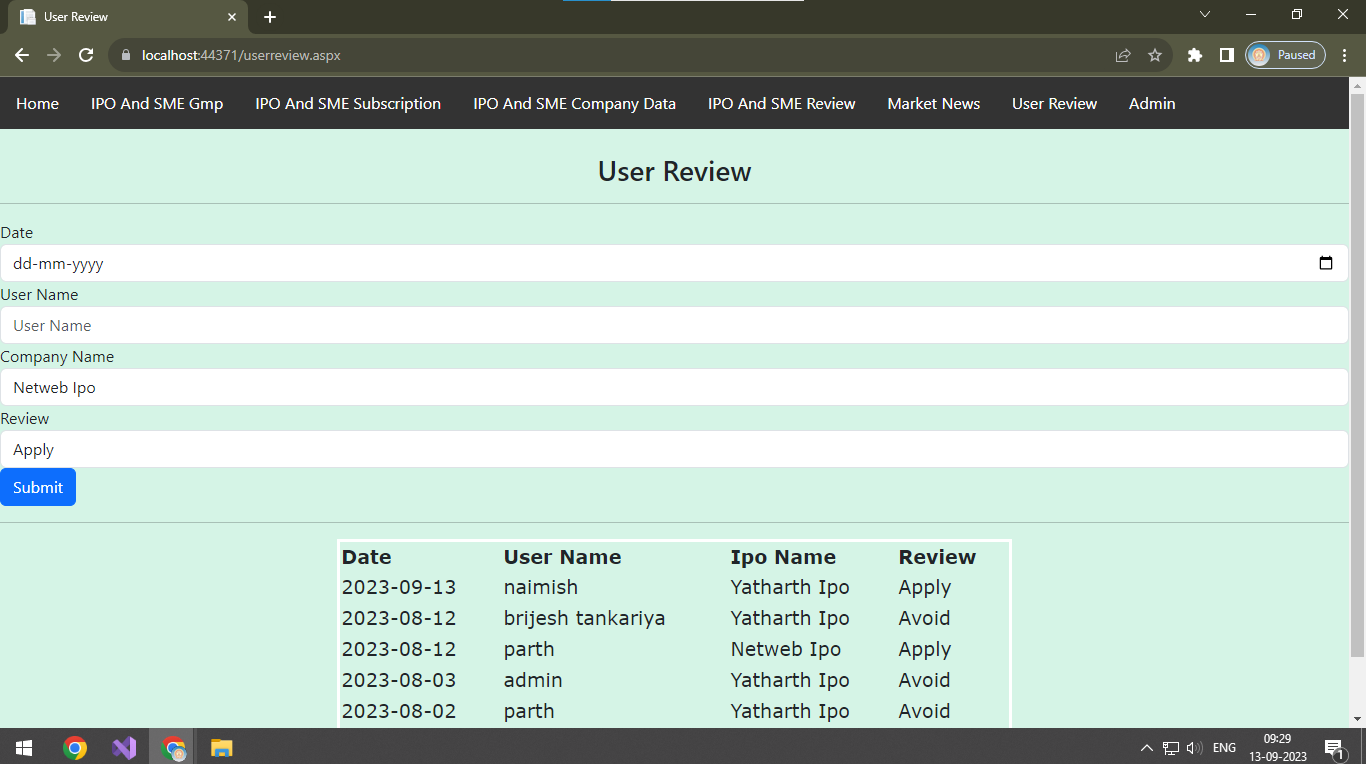 User Review
localhost:44371/userreview.aspx
Paused
Home IPO And SME Gmp IPO And SME Subscription IPO And SME Company Data IPO And SME Review Market News User Review Admin
User Review
Date
dd-mm-yyyy
User Name
User Name
Company Name
Netweb Ipo
Review
Apply
Submit
Date User Name Ipo Name Review
2023-09-13 naimish Yatharth Ipo Apply
2023-08-12 brijesh tankariya Yatharth Ipo Avoid
2023-08-12 parth Netweb Ipo Apply
2023-08-03 admin Yatharth Ipo Avoid
2023-08-02 parth Yatharth Ipo Avoid
ENG
09:29
13-09-2023
1